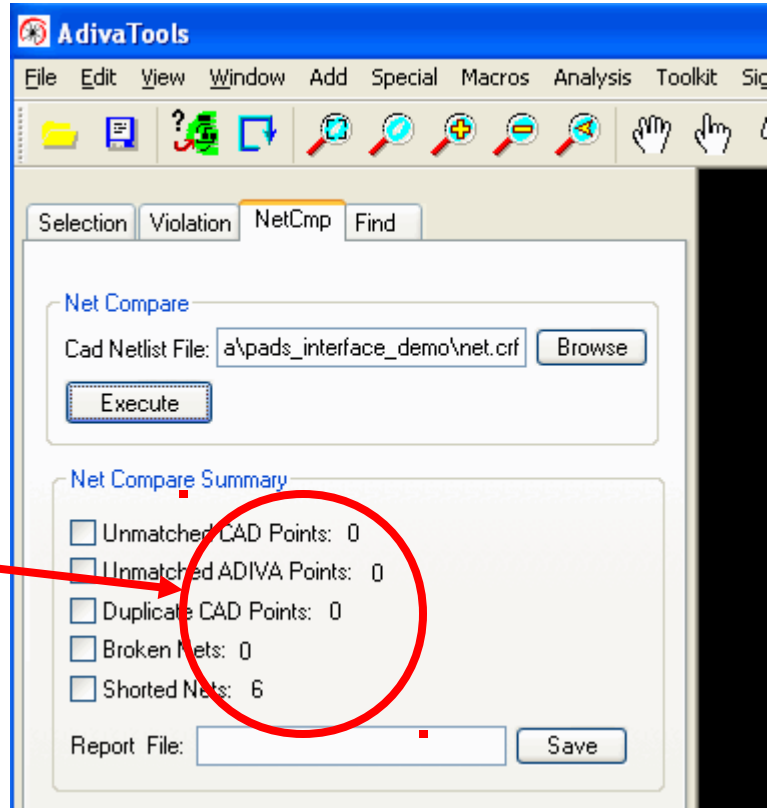 AdivaTools
File Edit View Window Add Special Macros Analysis Toolkit Sig
?
Selection Violation NetCmp Find
Net Compare
Cad Netlist File: a\pads_interface_demo\net.crf Browse
Execute
Net Compare Summary
Unmatched CAD Points: 0
Unmatched ADIVA Points: 0
Duplicate CAD Points: 0
Broken Nets: 0
Shorted Nets: 6
Report File: Save